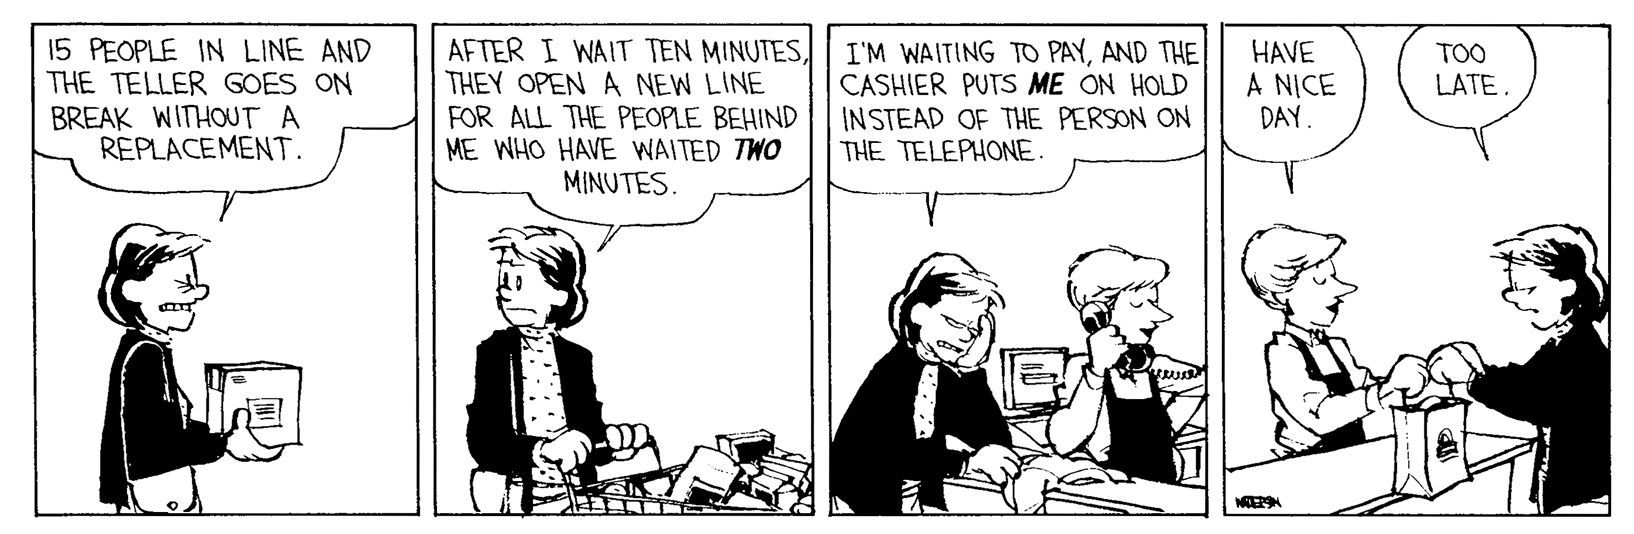 15 PEOPLE IN LINE AND
THE TELLER GOES ON
BREAK WITHOUT A
REPLACEMENT.
AFTER I WAIT TEN MINUTES,
THEY OPEN A NEW LINE
FOR ALL THE PEOPLE BEHIND
ME WHO HAVE WAITED TWO
MINUTES.
I'M WAITING TO PAY, AND THE
CASHIER PUTS ME ON HOLD
INSTEAD OF THE PERSON ON
THE TELEPHONE.
HAVE
A NICE
DAY.
TOO
LATE.